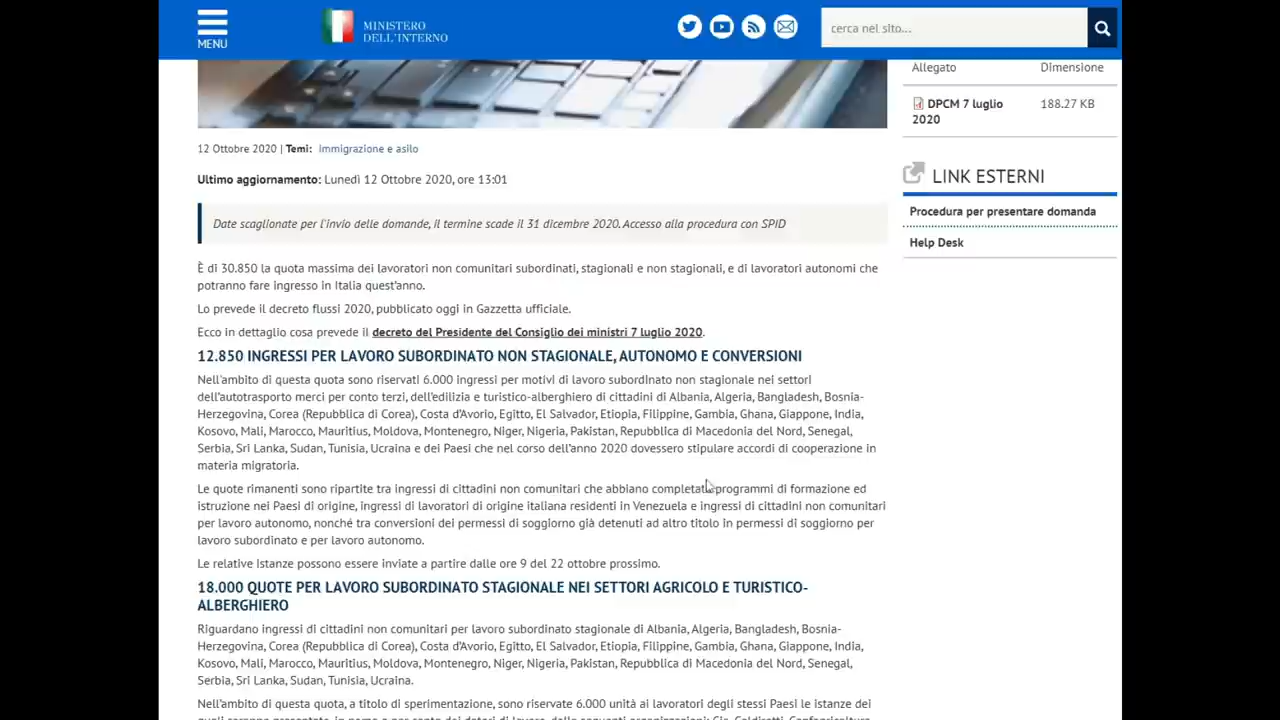 MENU
MINISTERO
DELL'INTERNO
cerca nel sito...
Allegato Dimensione
DPCM 7 luglio 188.27 KB
2020
12 Ottobre 2020 | Temi: Immigrazione e asilo
LINK ESTERNI
Ultimo aggiornamento: Lunedì 12 Ottobre 2020, ore 13:01
Procedura per presentare domanda
Date scaglionate per l'invio delle domande, il termine scade il 31 dicembre 2020. Accesso alla procedura con SPID
Help Desk
È di 30.850 la quota massima dei lavoratori non comunitari subordinati, stagionali e non stagionali, e di lavoratori autonomi che
potranno fare ingresso in Italia quest'anno.
Lo prevede il decreto flussi 2020, pubblicato oggi in Gazzetta ufficiale.
Ecco in dettaglio cosa prevede il decreto del Presidente del Consiglio dei ministri 7 luglio 2020.
12.850 INGRESSI PER LAVORO SUBORDINATO NON STAGIONALE, AUTONOMO E CONVERSIONI
Nell'ambito di questa quota sono riservati 6.000 ingressi per motivi di lavoro subordinato non stagionale nei settori
dell'autotrasporto merci per conto terzi, dell'edilizia e turistico-alberghiero di cittadini di Albania, Algeria, Bangladesh, Bosnia-
Herzegovina, Corea (Repubblica di Corea), Costa d'Avorio, Egitto, El Salvador, Etiopia, Filippine, Gambia, Ghana, Giappone, India,
Kosovo, Mali, Marocco, Mauritius, Moldova, Montenegro, Niger, Nigeria, Pakistan, Repubblica di Macedonia del Nord, Senegal,
Serbia, Sri Lanka, Sudan, Tunisia, Ucraina e dei Paesi che nel corso dell'anno 2020 dovessero stipulare accordi di cooperazione in
materia migratoria.
Le quote rimanenti sono ripartite tra ingressi di cittadini non comunitari che abbiano completato programmi di formazione ed
istruzione nei Paesi di origine, ingressi di lavoratori di origine italiana residenti in Venezuela e ingressi di cittadini non comunitari
per lavoro autonomo, nonché tra conversioni dei permessi di soggiorno già detenuti ad altro titolo in permessi di soggiorno per
lavoro subordinato e per lavoro autonomo.
Le relative Istanze possono essere inviate a partire dalle ore 9 del 22 ottobre prossimo.
18.000 QUOTE PER LAVORO SUBORDINATO STAGIONALE NEI SETTORI AGRICOLO E TURISTICO-
ALBERGHIERO
Riguardano ingressi di cittadini non comunitari per lavoro subordinato stagionale di Albania, Algeria, Bangladesh, Bosnia-
Herzegovina, Corea (Repubblica di Corea), Costa d'Avorio, Egitto, El Salvador, Etiopia, Filippine, Gambia, Ghana, Giappone, India,
Kosovo, Mali, Marocco, Mauritius, Moldova, Montenegro, Niger, Nigeria, Pakistan, Repubblica di Macedonia del Nord, Senegal,
Serbia, Sri Lanka, Sudan, Tunisia, Ucraina.
Nell'ambito di questa quota, a titolo di sperimentazione, sono riservate 6.000 unità ai lavoratori degli stessi Paesi le istanze dei